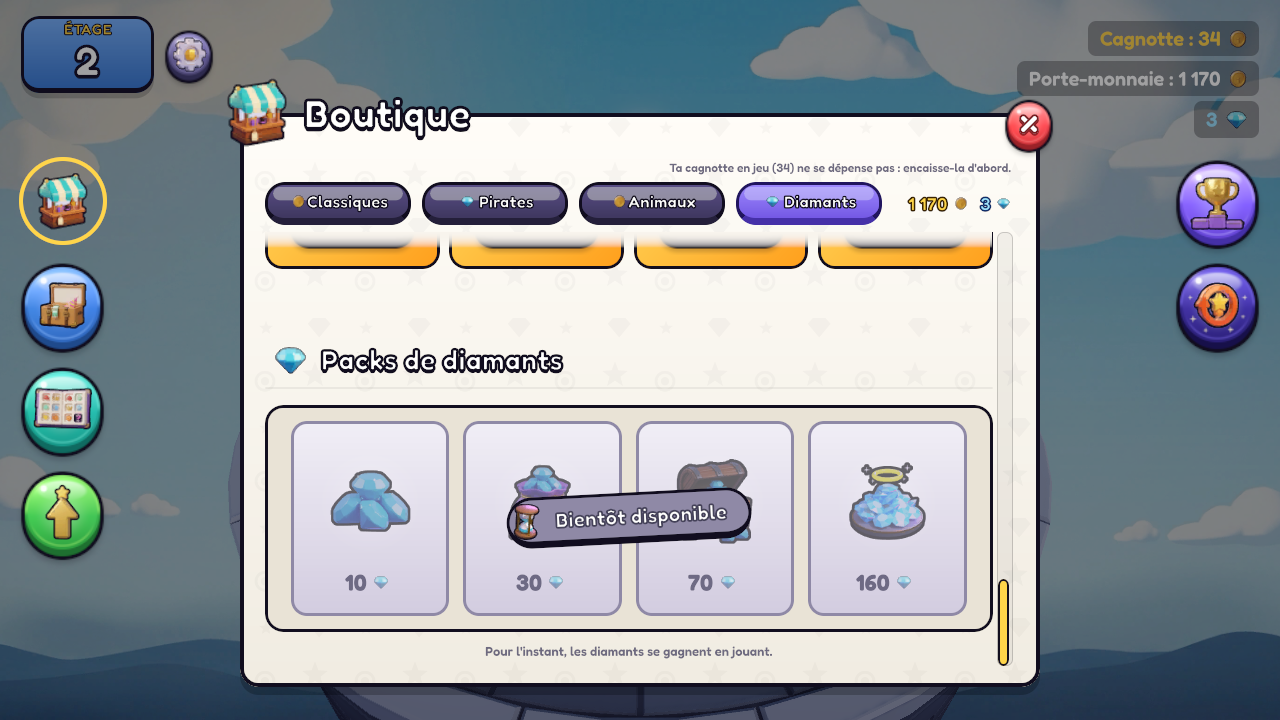 ÉTAGE
2
Cagnotte : 34
Porte-monnaie : 1 170
3
Boutique
Ta cagnotte en jeu (34) ne se dépense pas : encaisse-la d'abord.
Classiques Pirates Animaux Diamants 1 170 3
Packs de diamants
Bientôt disponible
10 30 70 160
Pour l'instant, les diamants se gagnent en jouant.